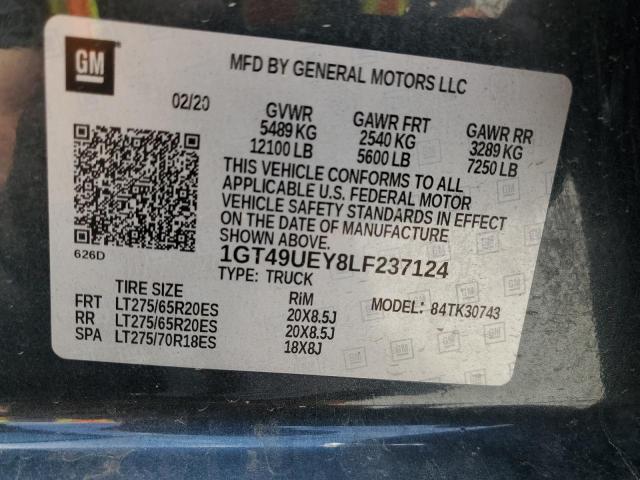 GM
MFD BY GENERAL MOTORS LLC
02/20
GVWR GAWR FRT GAWR RR
5489 KG 2540 KG 3289 KG
12100 LB 5600 LB 7250 LB
THIS VEHICLE CONFORMS TO ALL
APPLICABLE U.S. FEDERAL MOTOR
VEHICLE SAFETY STANDARDS IN EFFECT
ON THE DATE OF MANUFACTURE
SHOWN ABOVE.
626D
1GT49UEY8LF237124
TYPE: TRUCK
TIRE SIZE RiM MODEL: 84TK30743
FRT LT275/65R20ES 20X8.5J
RR LT275/65R20ES 20X8.5J
SPA LT275/70R18ES 18X8J